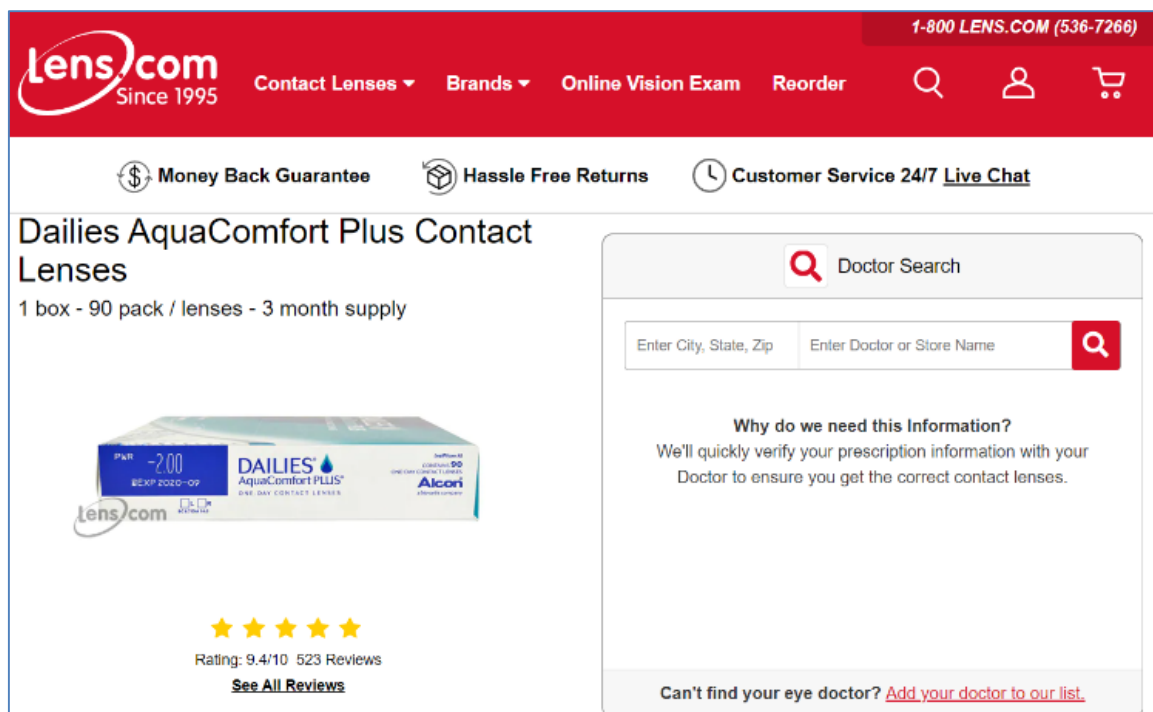 1-800 LENS.COM (536-7266)
Lens.com
Since 1995
Contact Lenses
Brands
Online Vision Exam
Reorder
Money Back Guarantee
Hassle Free Returns
Customer Service 24/7 Live Chat
Dailies AquaComfort Plus Contact
Lenses
1 box - 90 pack / lenses - 3 month supply
PWR -2.00
EXP 2020-09
DAILIES®
AquaComfort PLUS®
ONE DAY CONTACT LENSES
CONTAINS 90
ONE DAY CONTACT LENSES
Alcon
Lens.com
Rating: 9.4/10 523 Reviews
See All Reviews
Doctor Search
Enter City, State, Zip
Enter Doctor or Store Name
Why do we need this Information?
We'll quickly verify your prescription information with your
Doctor to ensure you get the correct contact lenses.
Can't find your eye doctor? Add your doctor to our list.